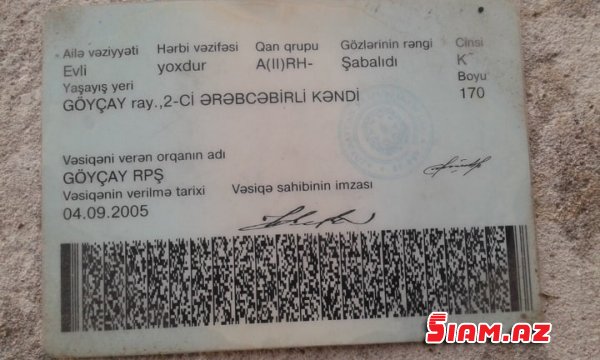 Ailə vəziyyəti Hərbi vəzifəsi Qan qrupu Gözlərinin rəngi Cinsi
Evli yoxdur A(II)RH- Şabalıdı K
Yaşayış yeri Boyu
GÖYÇAY ray.,2-Cİ ƏRƏBCƏBİRLİ KƏNDİ 170
Vəsiqəni verən orqanın adı
GÖYÇAY RPŞ
Vəsiqənin verilmə tarixi Vəsiqə sahibinin imzası
04.09.2005
SIAM.AZ